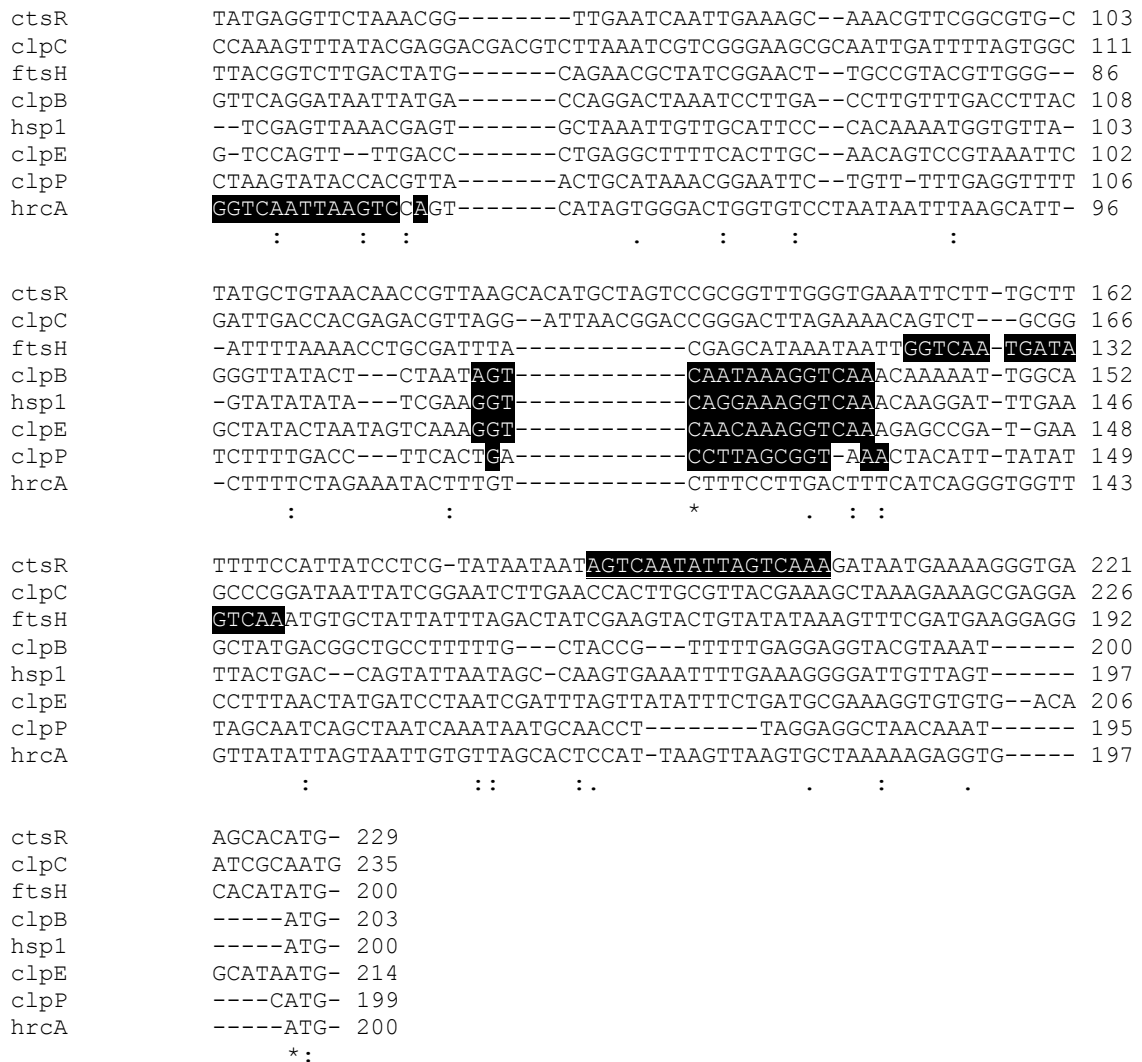 ctsR TATGAGGTTCTAAACGG--------TTGAATCAATTGAAAGC--AAACGTTCGGCGTG-C 103
clpC CCAAAGTTTATACGAGGACGACGTCTTAAATCGTCGGGAAGCGCAATTGATTTTAGTGGC 111
ftsH TTACGGTCTTGACTATG-------CAGAACGCTATCGGAACT--TGCCGTACGTTGGG-- 86
clpB GTTCAGGATAATTATGA-------CCAGGACTAAATCCTTGA--CCTTGTTTGACCTTAC 108
hsp1 --TCGAGTTAAACGAGT-------GCTAAATTGTTGCATTCC--CACAAAATGGTGTTA- 103
clpE G-TCCAGTT--TTGACC-------CTGAGGCTTTTCACTTGC--AACAGTCCGTAAATTC 102
clpP CTAAGTATACCACGTTA-------ACTGCATAAACGGAATTC--TGTT-TTTGAGGTTTT 106
hrcA GGTCAATTAAGTCCAGT-------CATAGTGGGACTGGTGTCCTAATAATTTAAGCATT- 96
: : : . : : :
ctsR TATGCTGTAACAACCGTTAAGCACATGCTAGTCCGCGGTTTGGGTGAAATTCTT-TGCTT 162
clpC GATTGACCACGAGACGTTAGG--ATTAACGGACCGGGACTTAGAAAACAGTCT---GCGG 166
ftsH -ATTTTAAAACCTGCGATTTA------------CGAGCATAAATAATTGGTCAA-TGATA 132
clpB GGGTTATACT---CTAATAGT------------CAATAAAGGTCAAACAAAAAT-TGGCA 152
hsp1 -GTATATATA---TCGAAGGT------------CAGGAAAGGTCAAACAAGGAT-TTGAA 146
clpE GCTATACTAATAGTCAAAGGT------------CAACAAAGGTCAAAGAGCCGA-T-GAA 148
clpP TCTTTTGACC---TTCACTGA------------CCTTAGCGGT-AAACTACATT-TATAT 149
hrcA -CTTTTCTAGAAATACTTTGT------------CTTTCCTTGACTTTCATCAGGGTGGTT 143
: : * . : :
ctsR TTTTCCATTATCCTCG-TATAATAATAGTCAATATTAGTCAAAGATAATGAAAAGGGTGA 221
clpC GCCCGGATAATTATCGGAATCTTGAACCACTTGCGTTACGAAAGCTAAAGAAAGCGAGGA 226
ftsH GTCAAATGTGCTATTATTTAGACTATCGAAGTACTGTATATAAAGTTTCGATGAAGGAGG 192
clpB GCTATGACGGCTGCCTTTTTG---CTACCG---TTTTTGAGGAGGTACGTAAAT------ 200
hsp1 TTACTGAC--CAGTATTAATAGC-CAAGTGAAATTTTGAAAGGGGATTGTTAGT------ 197
clpE CCTTTAACTATGATCCTAATCGATTTAGTTATATTTCTGATGCGAAAGGTGTGTG--ACA 206
clpP TAGCAATCAGCTAATCAAATAATGCAACCT--------TAGGAGGCTAACAAAT------ 195
hrcA GTTATATTAGTAATTGTGTTAGCACTCCAT-TAAGTTAAGTGCTAAAAAGAGGTG----- 197
: :: :. . : .
ctsR AGCACATG- 229
clpC ATCGCAATG 235
ftsH CACATATG- 200
clpB -----ATG- 203
hsp1 -----ATG- 200
clpE GCATAATG- 214
clpP ----CATG- 199
hrcA -----ATG- 200
*: